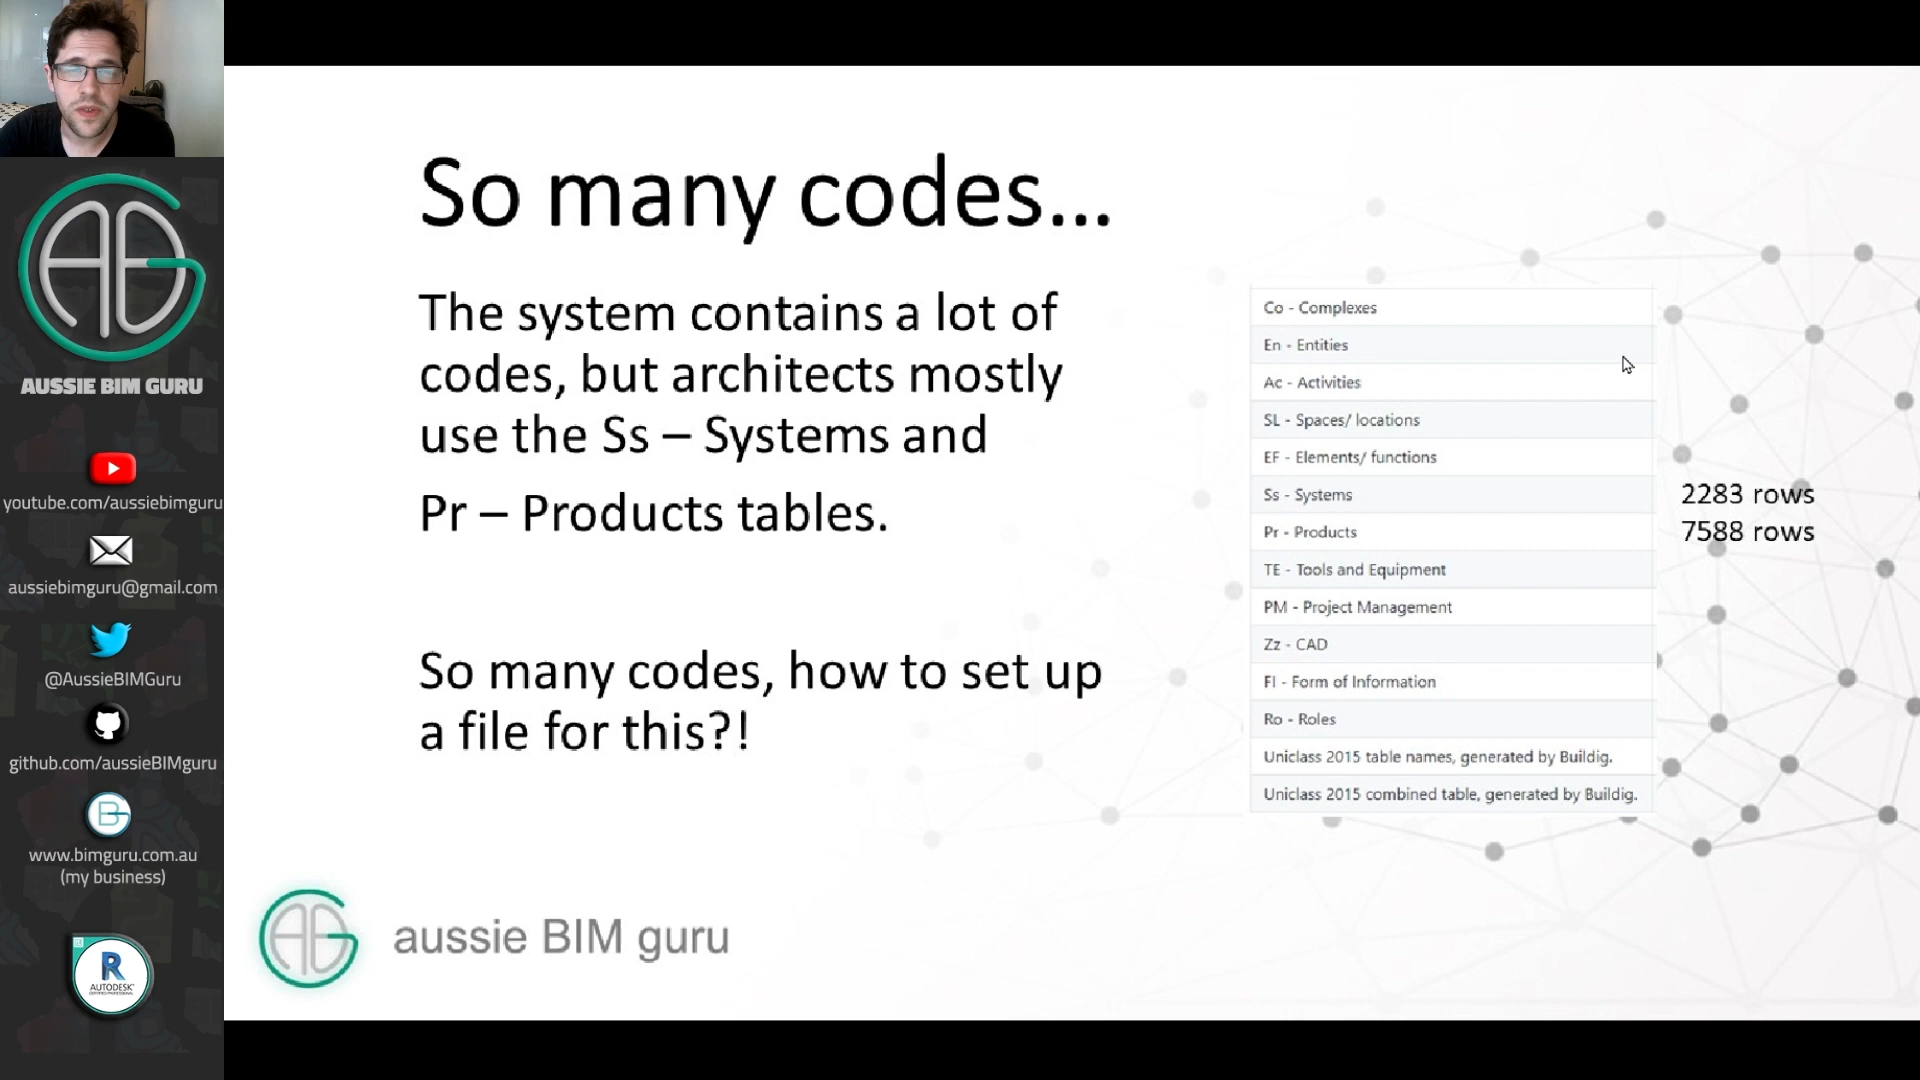 AUSSIE BIM GURU
youtube.com/aussiebimguru
aussiebimguru@gmail.com
@AussieBIMGuru
github.com/aussieBIMguru
www.bimguru.com.au
(my business)
R
AUTODESK
So many codes...
The system contains a lot of
codes, but architects mostly
use the Ss – Systems and
Pr – Products tables.
So many codes, how to set up
a file for this?!
Co - Complexes
En - Entities
Ac - Activities
SL - Spaces/ locations
EF - Elements/ functions
Ss - Systems
2283 rows
Pr - Products
7588 rows
TE - Tools and Equipment
PM - Project Management
Zz - CAD
FI - Form of Information
Ro - Roles
Uniclass 2015 table names, generated by Buildig.
Uniclass 2015 combined table, generated by Buildig.
aussie BIM guru